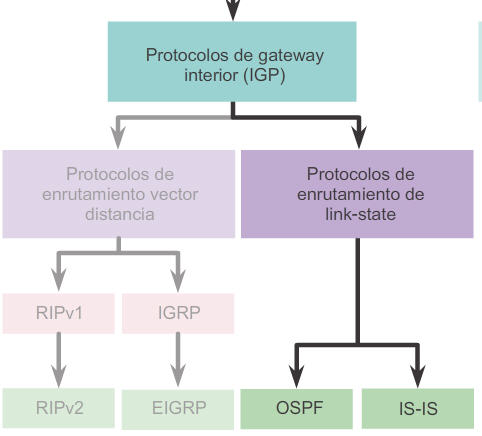 Protocolos de gateway
interior (IGP)
Protocolos de
enrutamiento vector
distancia
Protocolos de
enrutamiento de
link-state
RIPv1
IGRP
RIPv2
EIGRP
OSPF
IS-IS